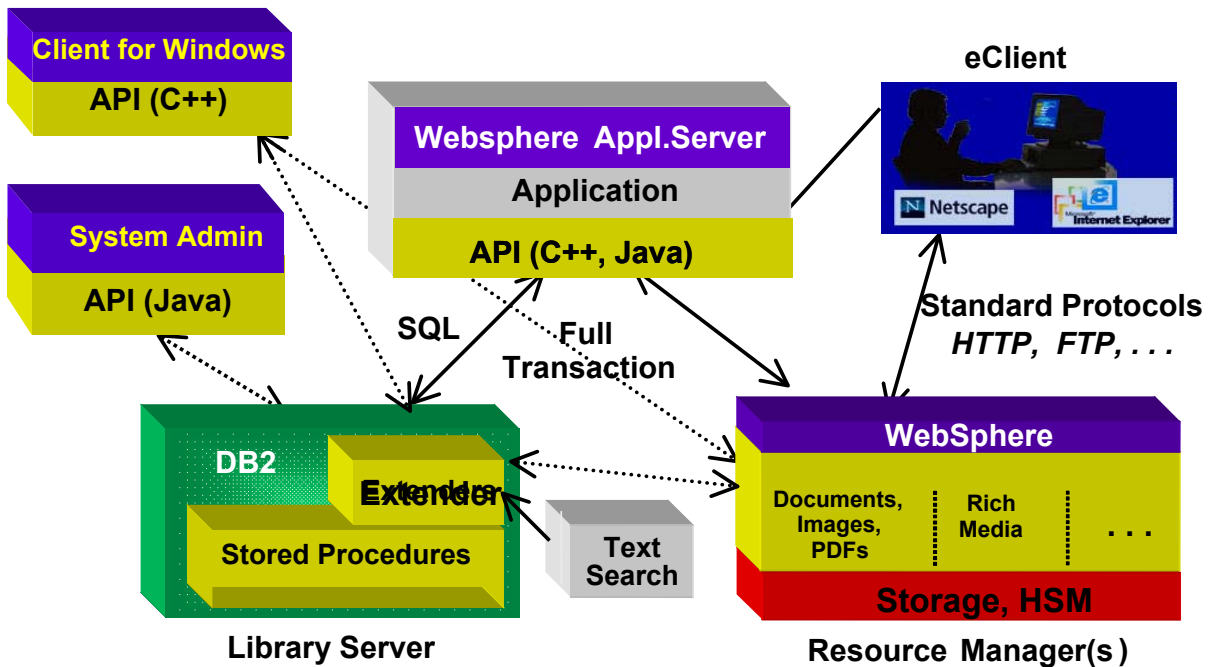 Client for Windows
API (C++)
eClient
Websphere Appl.Server
Application
API (C++, Java)
Netscape
Microsoft
Internet Explorer
System Admin
API (Java)
SQL
Full
Transaction
Standard Protocols
HTTP, FTP, . . .
DB2
Extenders
Extender
Stored Procedures
Library Server
Text
Search
WebSphere
Documents,
Images,
PDFs
Rich
Media
. . .
Storage, HSM
Resource Manager(s)